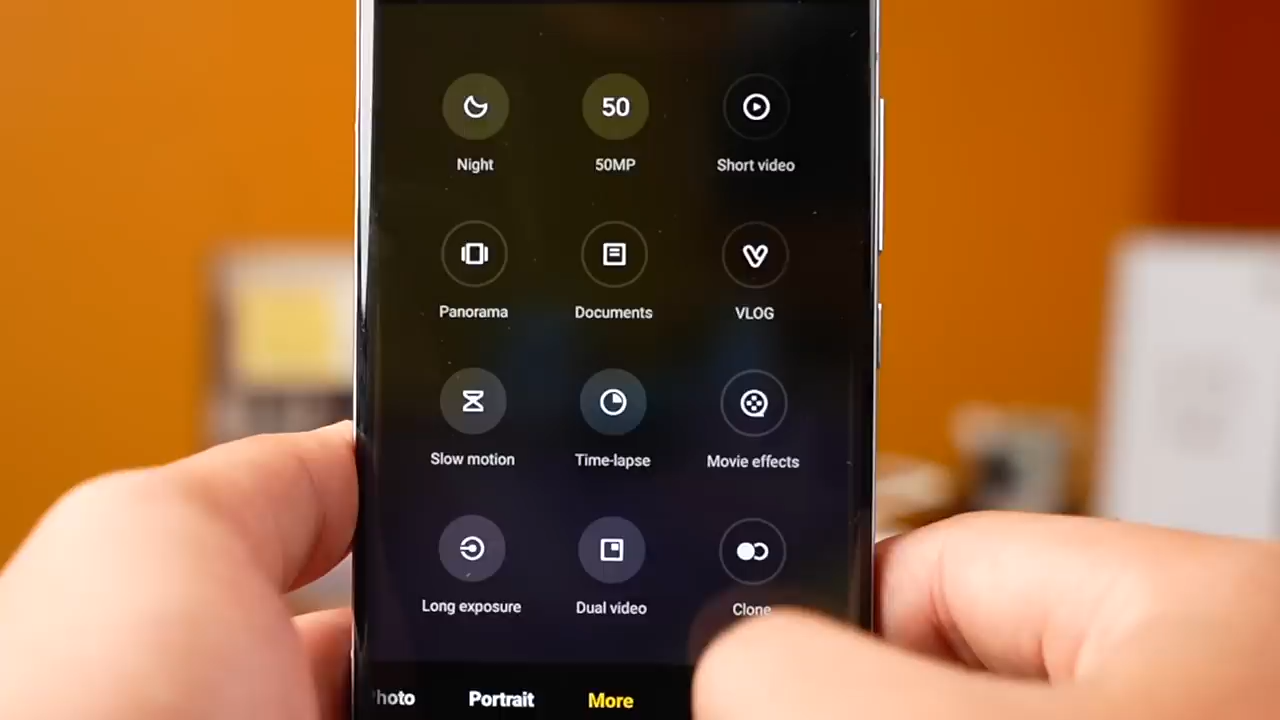 50
Night
50MP
Short video
Panorama
Documents
VLOG
Slow motion
Time-lapse
Movie effects
Long exposure
Dual video
Clone
hoto
Portrait
More